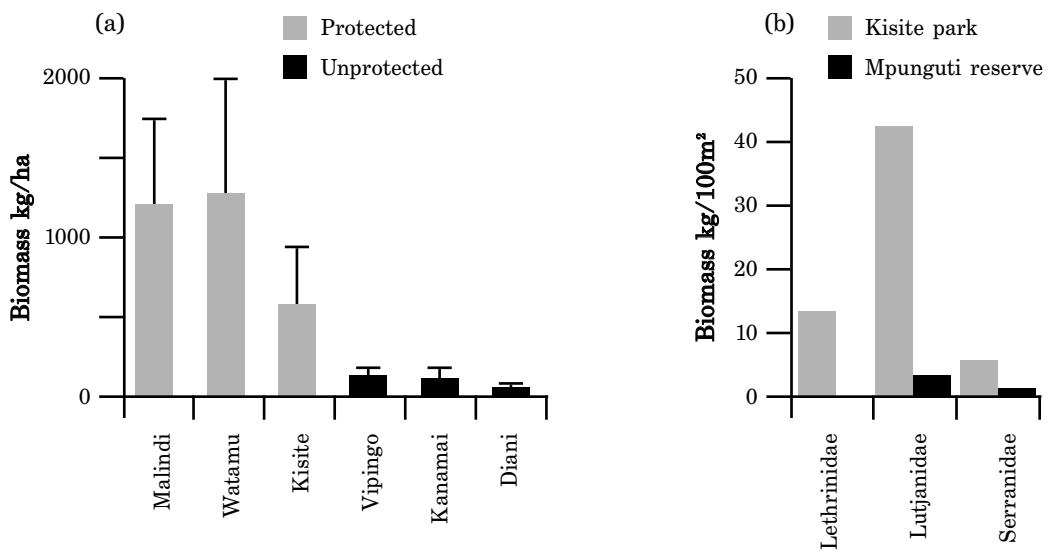 (a)
Protected
Unprotected
2000
1000
0
Biomass kg/ha
Malindi
Watamu
Kisite
Vipingo
Kanamai
Diani
(b)
Kisite park
Mpunguti reserve
50
40
30
20
10
0
Biomass kg/100m²
Lethrinidae
Lutjanidae
Serranidae